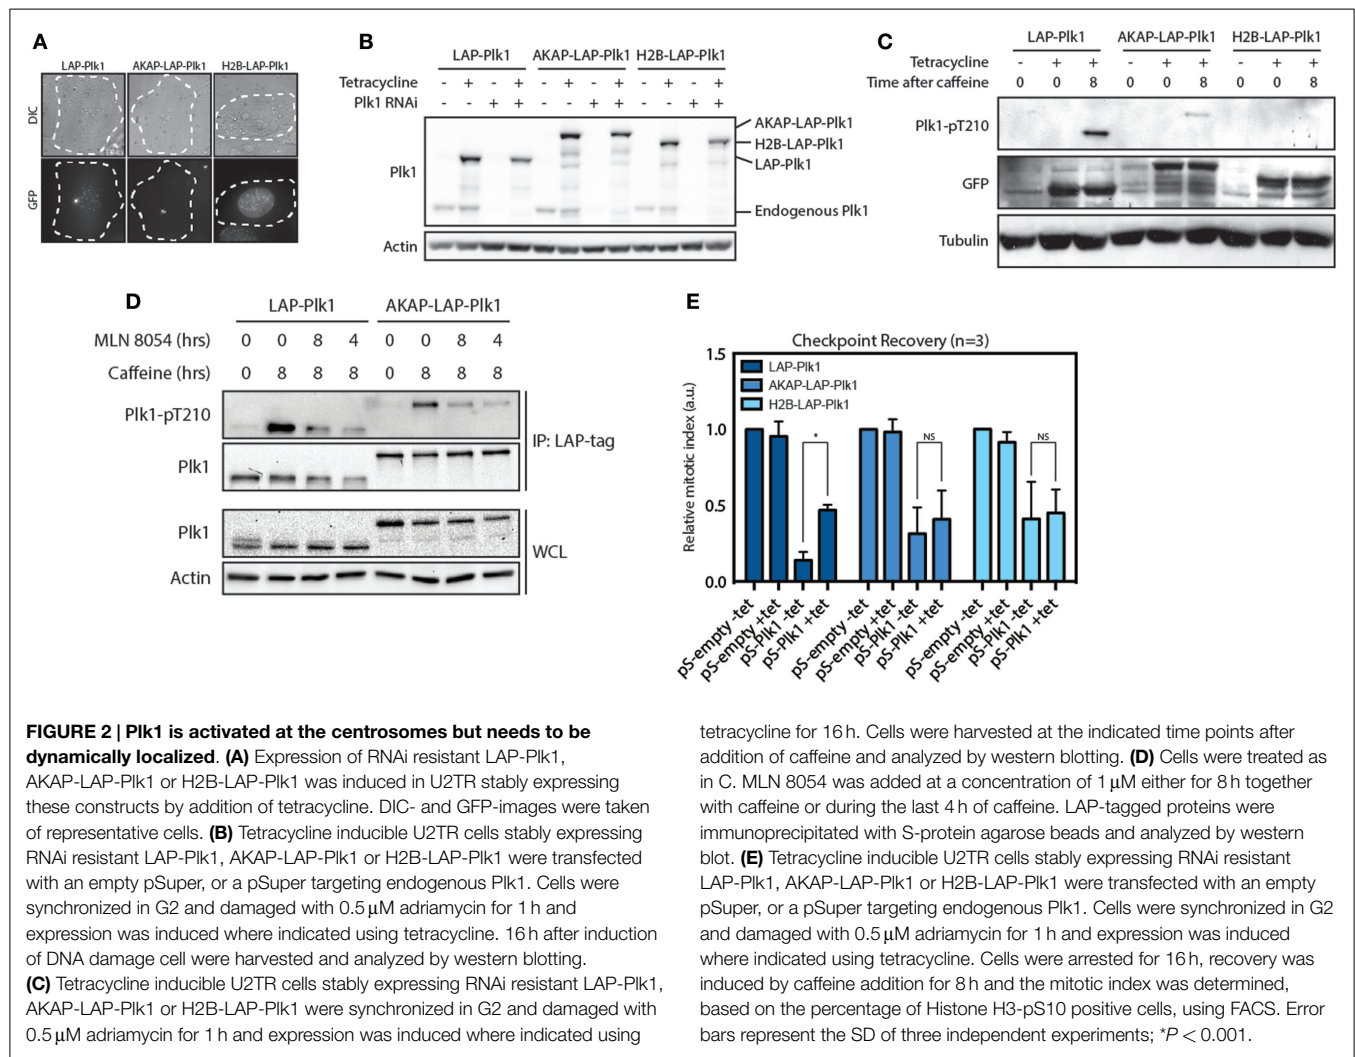 A
LAP-Plk1 AKAP-LAP-Plk1 H2B-LAP-Plk1
DIC
GFP
B
LAP-Plk1 AKAP-LAP-Plk1 H2B-LAP-Plk1
Tetracycline - + - + - + - + - + - +
Plk1 RNAi - - + + - - + + - - + +
Plk1
AKAP-LAP-Plk1
H2B-LAP-Plk1
LAP-Plk1
Endogenous Plk1
Actin
C
LAP-Plk1 AKAP-LAP-Plk1 H2B-LAP-Plk1
Tetracycline - + + - + + - + +
Time after caffeine 0 0 8 0 0 8 0 0 8
Plk1-pT210
GFP
Tubulin
D
LAP-Plk1 AKAP-LAP-Plk1
MLN 8054 (hrs) 0 0 8 4 0 0 8 4
Caffeine (hrs) 0 8 8 8 0 8 8 8
Plk1-pT210
Plk1
IP: LAP-tag
Plk1
Actin
WCL
E
Checkpoint Recovery (n=3)
Relative mitotic index (a.u.)
1.5
1.0
0.5
0.0
LAP-Plk1
AKAP-LAP-Plk1
H2B-LAP-Plk1
* NS NS
pS-empty -tet
pS-empty +tet
pS-Plk1 -tet
pS-Plk1 +tet
pS-empty -tet
pS-empty +tet
pS-Plk1 -tet
pS-Plk1 +tet
pS-empty -tet
pS-empty +tet
pS-Plk1 -tet
pS-Plk1 +tet
FIGURE 2 | Plk1 is activated at the centrosomes but needs to be
dynamically localized. (A) Expression of RNAi resistant LAP-Plk1,
AKAP-LAP-Plk1 or H2B-LAP-Plk1 was induced in U2TR stably expressing
these constructs by addition of tetracycline. DIC- and GFP-images were taken
of representative cells. (B) Tetracycline inducible U2TR cells stably expressing
RNAi resistant LAP-Plk1, AKAP-LAP-Plk1 or H2B-LAP-Plk1 were transfected
with an empty pSuper, or a pSuper targeting endogenous Plk1. Cells were
synchronized in G2 and damaged with 0.5 μM adriamycin for 1 h and
expression was induced where indicated using tetracycline. 16 h after induction
of DNA damage cell were harvested and analyzed by western blotting.
(C) Tetracycline inducible U2TR cells stably expressing RNAi resistant LAP-Plk1,
AKAP-LAP-Plk1 or H2B-LAP-Plk1 were synchronized in G2 and damaged with
0.5 μM adriamycin for 1 h and expression was induced where indicated using
tetracycline for 16 h. Cells were harvested at the indicated time points after
addition of caffeine and analyzed by western blotting. (D) Cells were treated as
in C. MLN 8054 was added at a concentration of 1 μM either for 8 h together
with caffeine or during the last 4 h of caffeine. LAP-tagged proteins were
immunoprecipitated with S-protein agarose beads and analyzed by western
blot. (E) Tetracycline inducible U2TR cells stably expressing RNAi resistant
LAP-Plk1, AKAP-LAP-Plk1 or H2B-LAP-Plk1 were transfected with an empty
pSuper, or a pSuper targeting endogenous Plk1. Cells were synchronized in G2
and damaged with 0.5 μM adriamycin for 1 h and expression was induced
where indicated using tetracycline. Cells were arrested for 16 h, recovery was
induced by caffeine addition for 8 h and the mitotic index was determined,
based on the percentage of Histone H3-pS10 positive cells, using FACS. Error
bars represent the SD of three independent experiments; *P < 0.001.